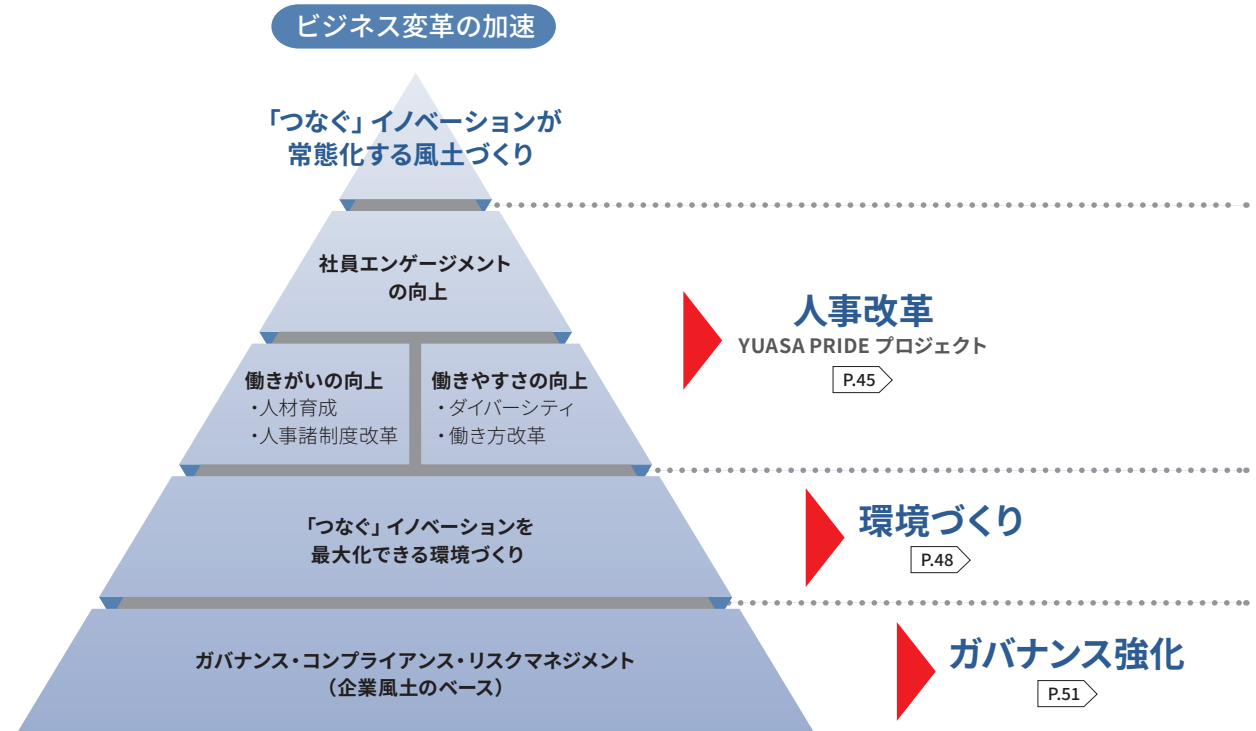 ビジネス変革の加速
「つなぐ」イノベーションが
常態化する風土づくり
社員エンゲージメント
の向上
働きがいの向上
・人材育成
・人事諸制度改革
働きやすさの向上
・ダイバーシティ
・働き方改革
人事改革
YUASA PRIDE プロジェクト
P.45
「つなぐ」イノベーションを
最大化できる環境づくり
環境づくり
P.48
ガバナンス・コンプライアンス・リスクマネジメント
（企業風土のベース）
ガバナンス強化
P.51